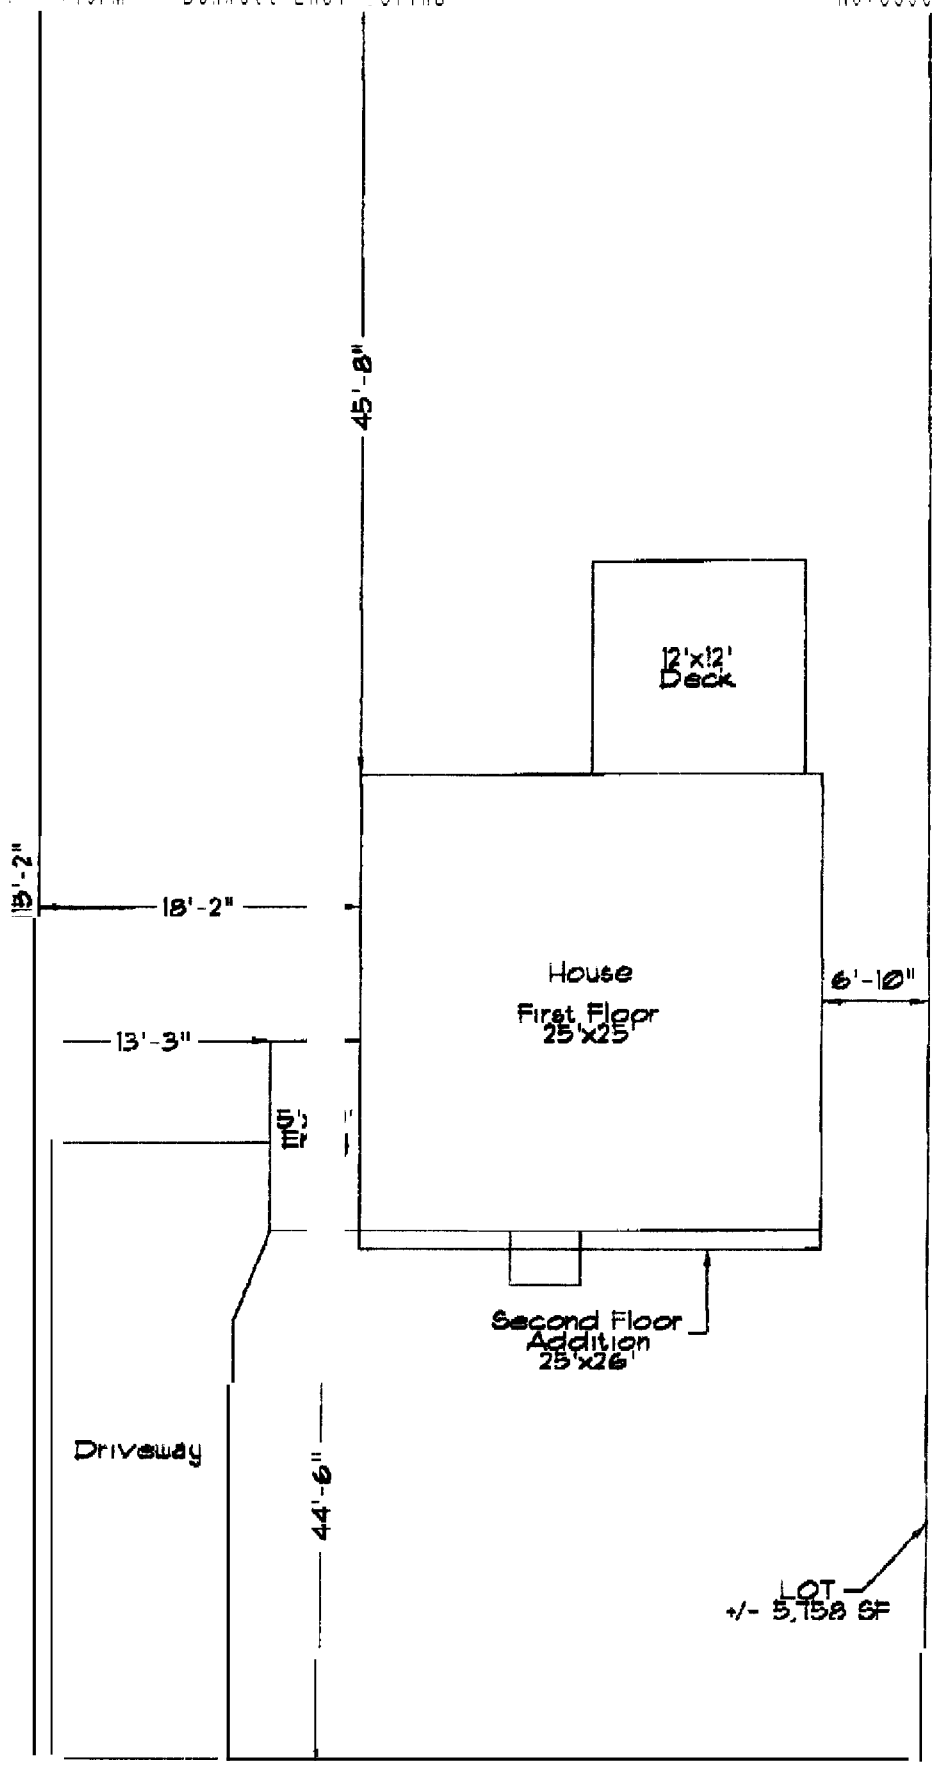 45'-8"
12'x12'
Deck
18'-2"
House
First Floor
25'x25'
6'-10"
13'-3"
Second Floor
Addition
25'x26'
Driveway
44'-6"
LOT
+/- 5,758 SF